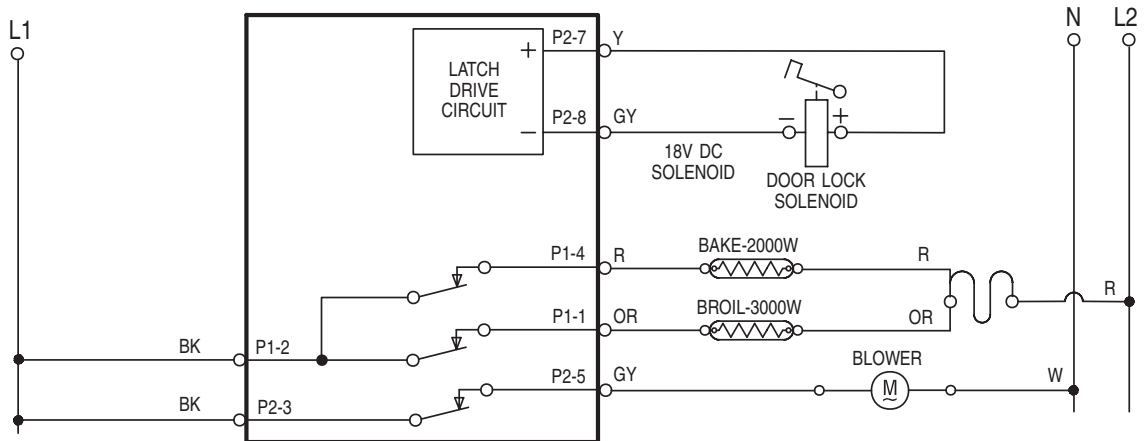 L1
N
L2
LATCH
DRIVE
CIRCUIT
+
−
P2-7
Y
P2-8
GY
18V DC
SOLENOID
− +
DOOR LOCK
SOLENOID
P1-4
R
BAKE-2000W
R
P1-1
OR
BROIL-3000W
OR
R
BK
P1-2
P2-5
GY
BLOWER
M
~
W
BK
P2-3